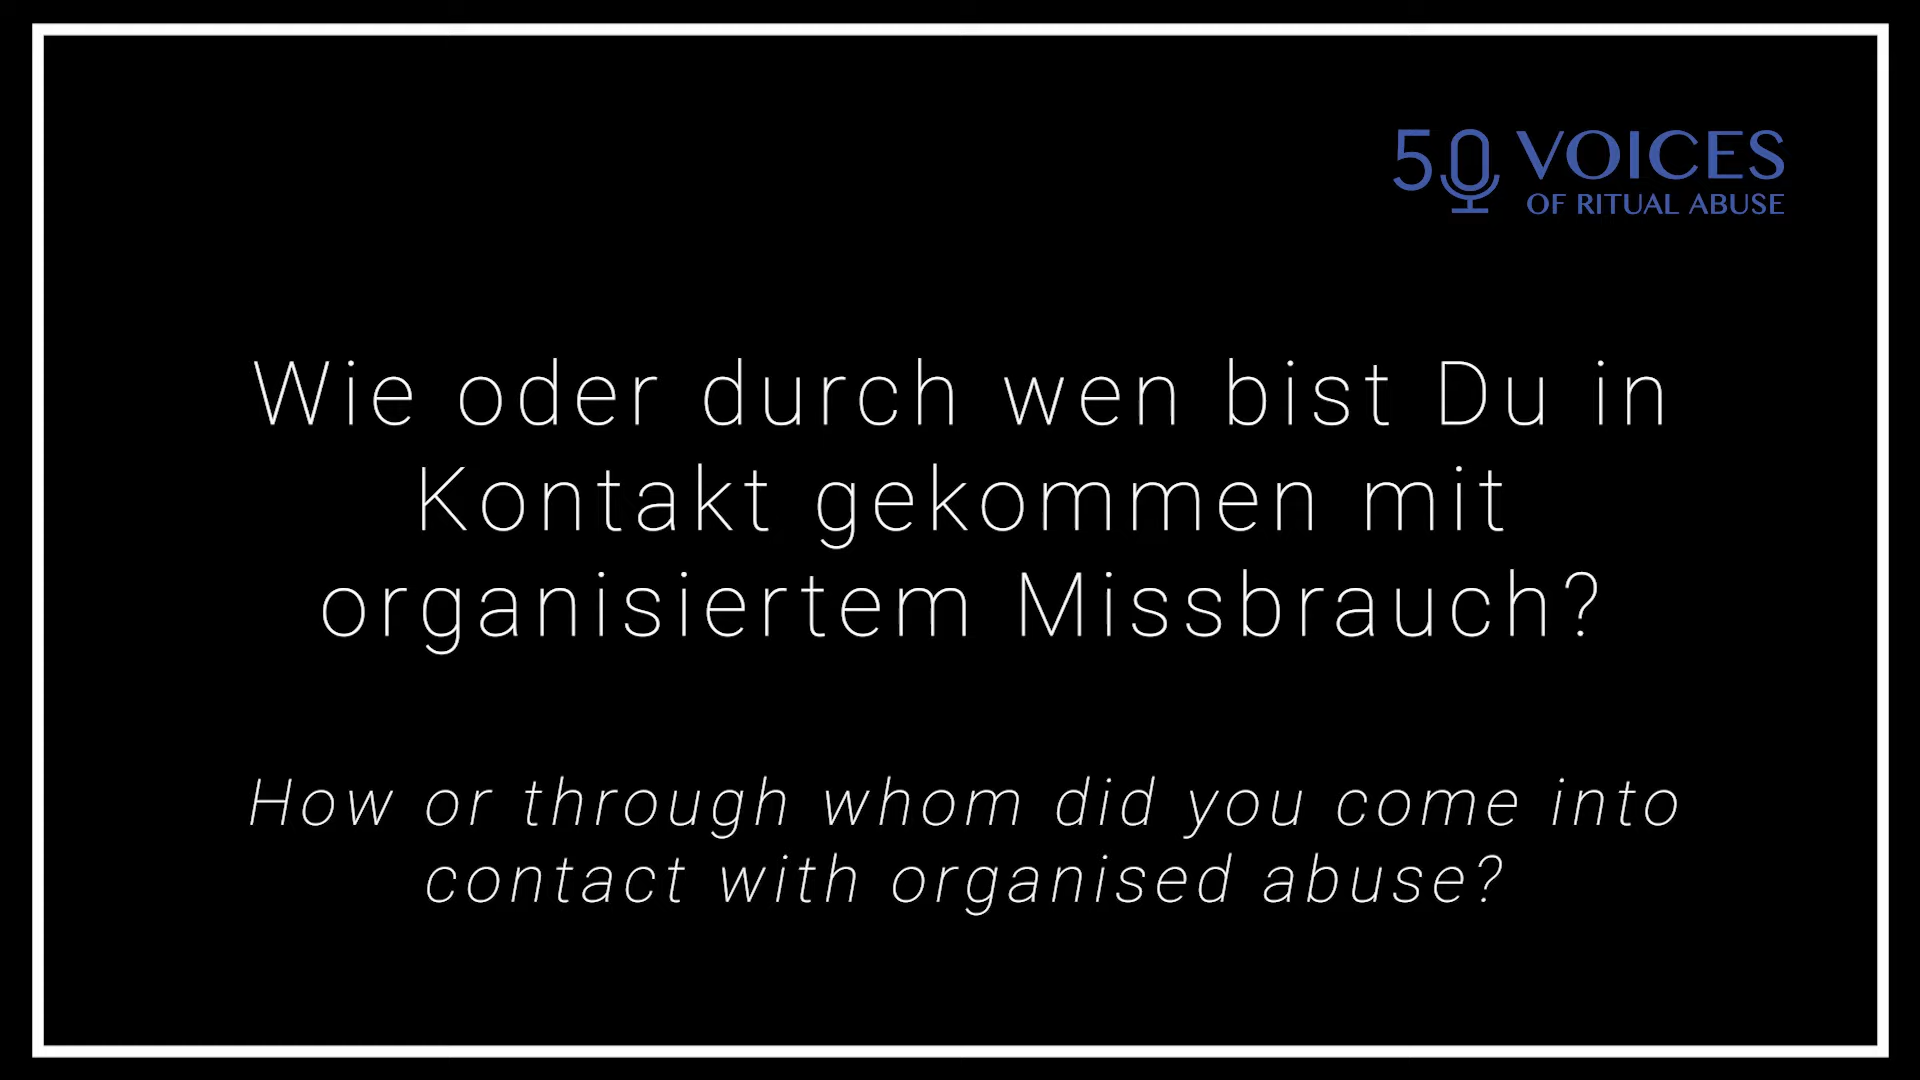 50 VOICES
OF RITUAL ABUSE
Wie oder durch wen bist Du in
Kontakt gekommen mit
organisiertem Missbrauch?
How or through whom did you come into
contact with organised abuse?